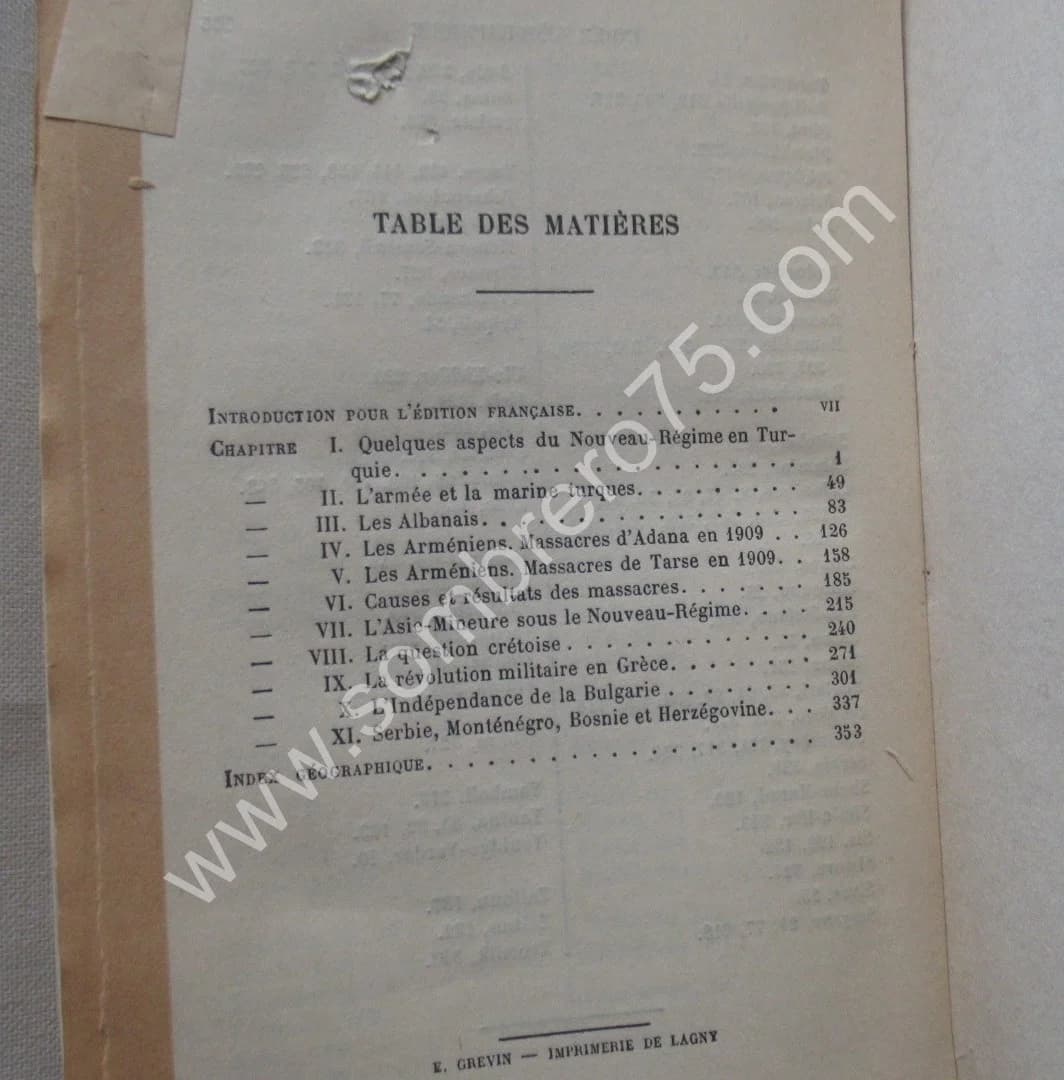 TABLE DES MATIÈRES
INTRODUCTION POUR L'ÉDITION FRANÇAISE. . . . . . . . . . . . VII
CHAPITRE I. Quelques aspects du Nouveau-Régime en Tur-
quie. . . . . . . . . . . . . . . . . . . . . 1
— II. L'armée et la marine turques. . . . . . . . . . 49
— III. Les Albanais. . . . . . . . . . . . . . . . . . 83
— IV. Les Arméniens. Massacres d'Adana en 1909 . . 126
— V. Les Arméniens. Massacres de Tarse en 1909. . 158
— VI. Causes et résultats des massacres. . . . . . . . 185
— VII. L'Asie-Mineure sous le Nouveau-Régime. . . . 215
— VIII. La question crétoise . . . . . . . . . . . . . . 240
— IX. La révolution militaire en Grèce. . . . . . . . 271
— X. L'Indépendance de la Bulgarie . . . . . . . . 301
— XI. Serbie, Monténégro, Bosnie et Herzégovine. . . 337
INDEX GÉOGRAPHIQUE. . . . . . . . . . . . . . . . . . . 353
E. GREVIN — IMPRIMERIE DE LAGNY
www.sombrero75.com